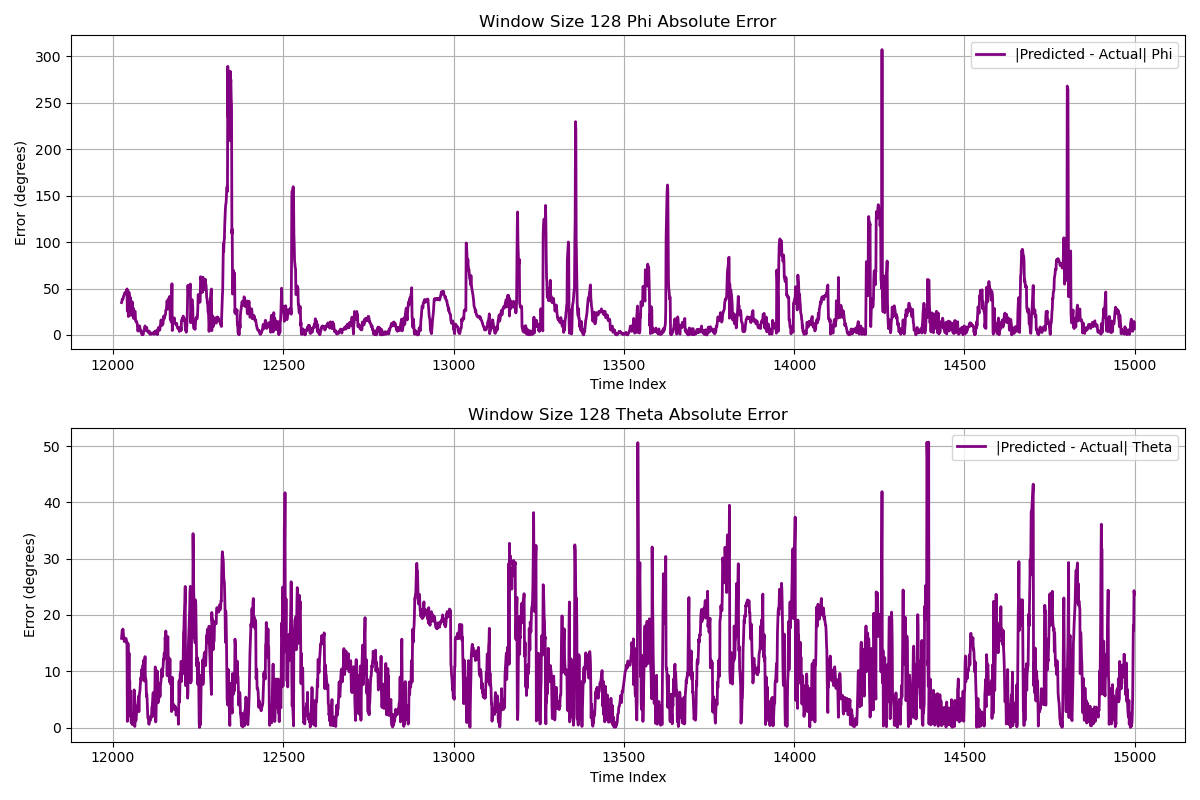 Window Size 128 Phi Absolute Error
|Predicted - Actual| Phi
Error (degrees)
300
250
200
150
100
50
0
12000 12500 13000 13500 14000 14500 15000
Time Index
Window Size 128 Theta Absolute Error
|Predicted - Actual| Theta
Error (degrees)
50
40
30
20
10
0
12000 12500 13000 13500 14000 14500 15000
Time Index